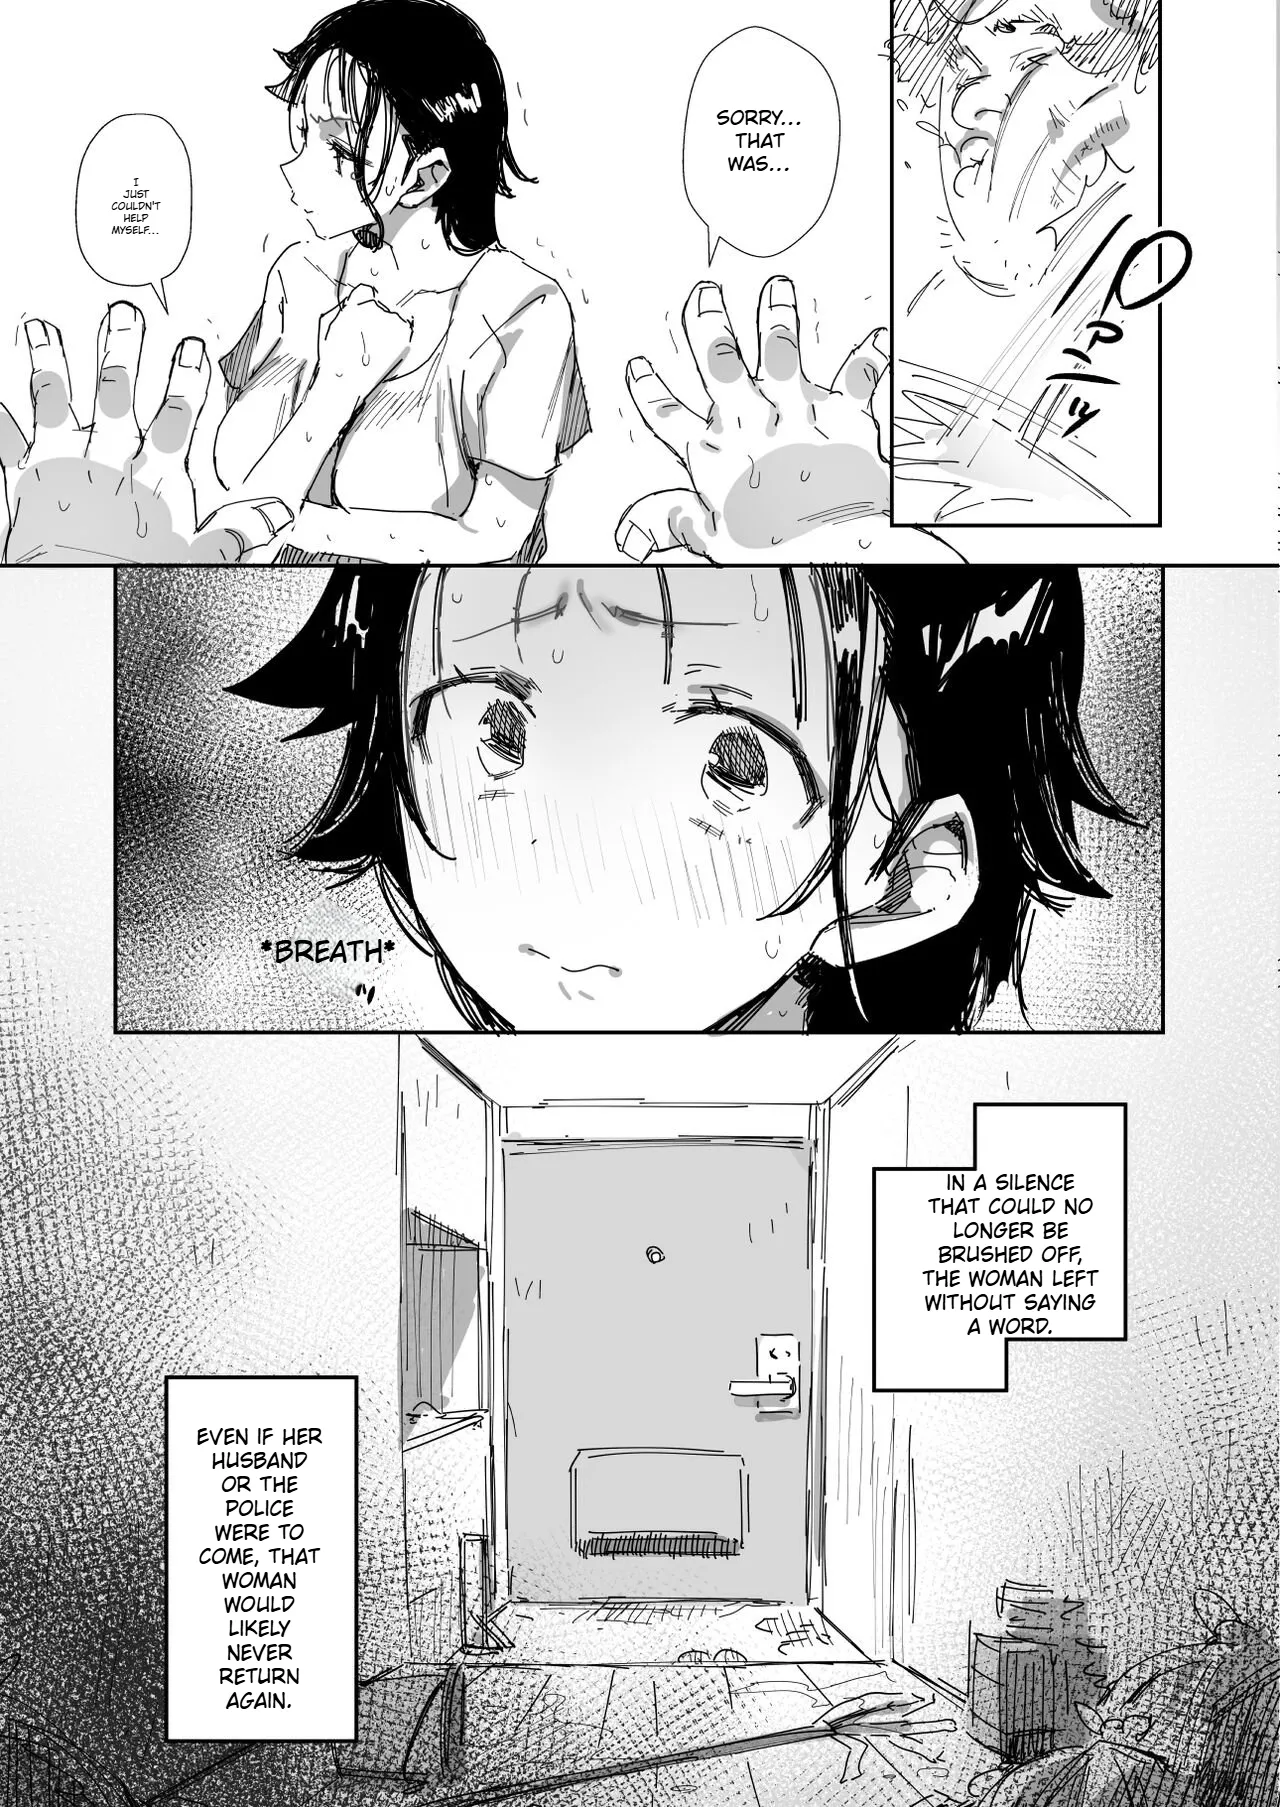 SORRY...
THAT
WAS...
I
JUST
COULDN'T
HELP
MYSELF...
*BREATH*
IN A SILENCE
THAT COULD NO
LONGER BE
BRUSHED OFF,
THE WOMAN LEFT
WITHOUT SAYING
A WORD.
EVEN IF HER
HUSBAND
OR THE
POLICE
WERE TO
COME, THAT
WOMAN
WOULD
LIKELY
NEVER
RETURN
AGAIN.